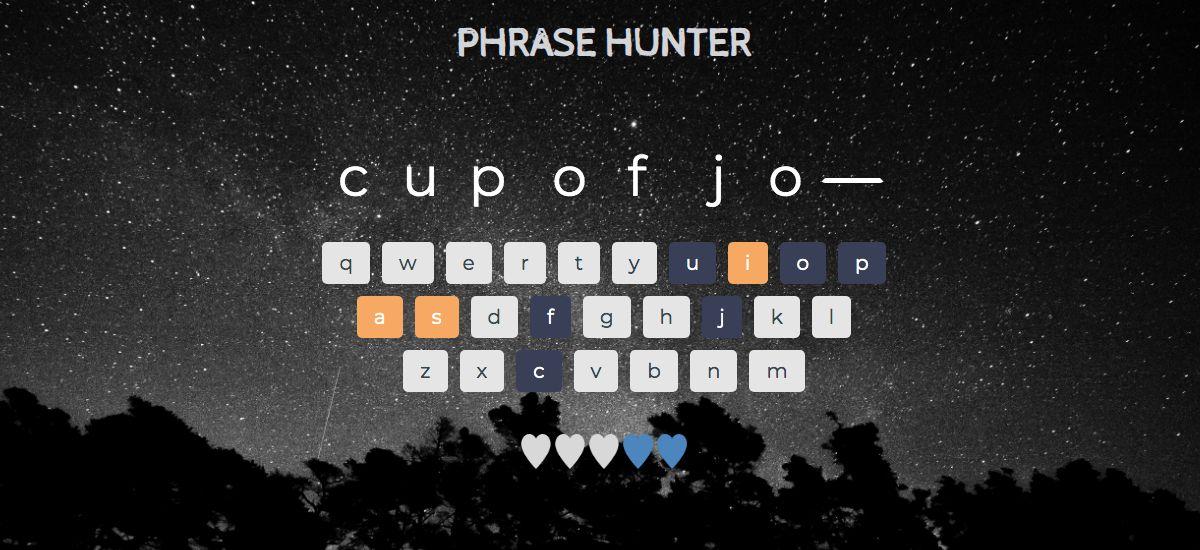 PHRASE HUNTER
c u p o f j o —
q w e r t y u i o p
a s d f g h j k l
z x c v b n m